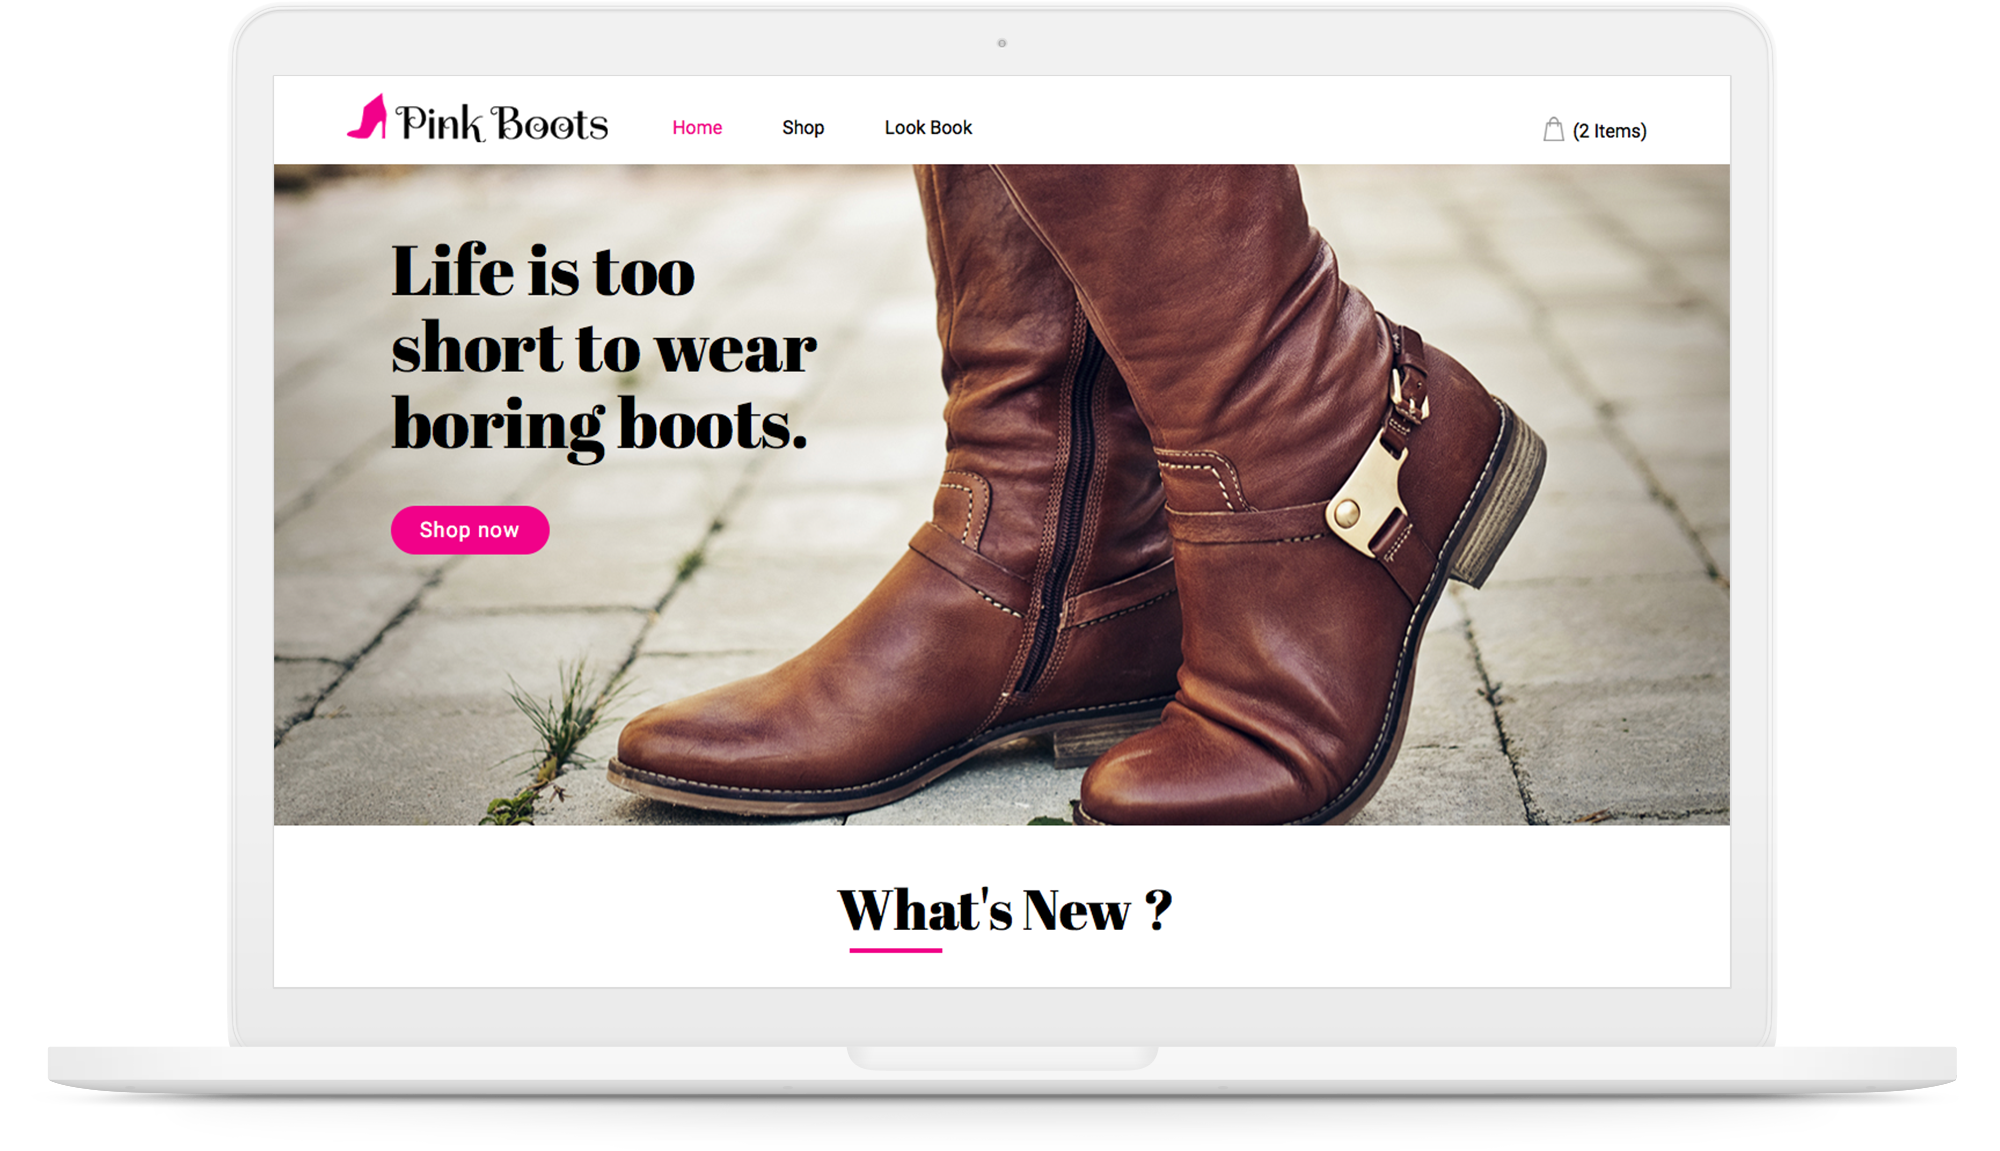 Pink Boots
Home
Shop
Look Book
(2 Items)
Life is too
short to wear
boring boots.
Shop now
What's New ?